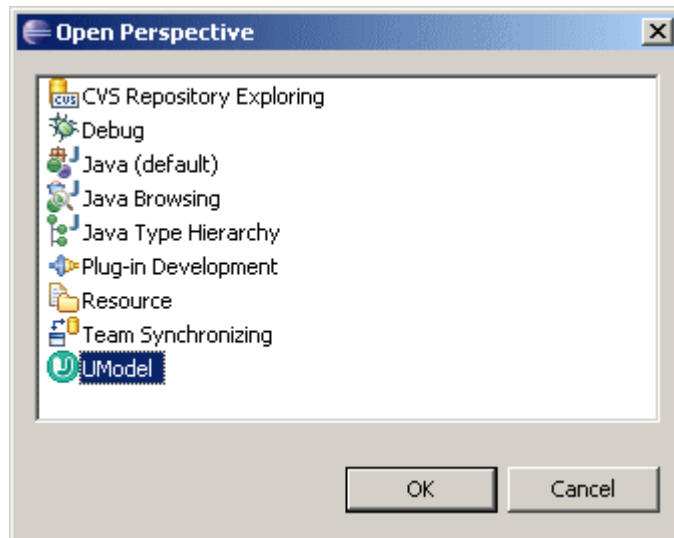 Open Perspective
CVS Repository Exploring
Debug
Java (default)
Java Browsing
Java Type Hierarchy
Plug-in Development
Resource
Team Synchronizing
UModel
OK
Cancel